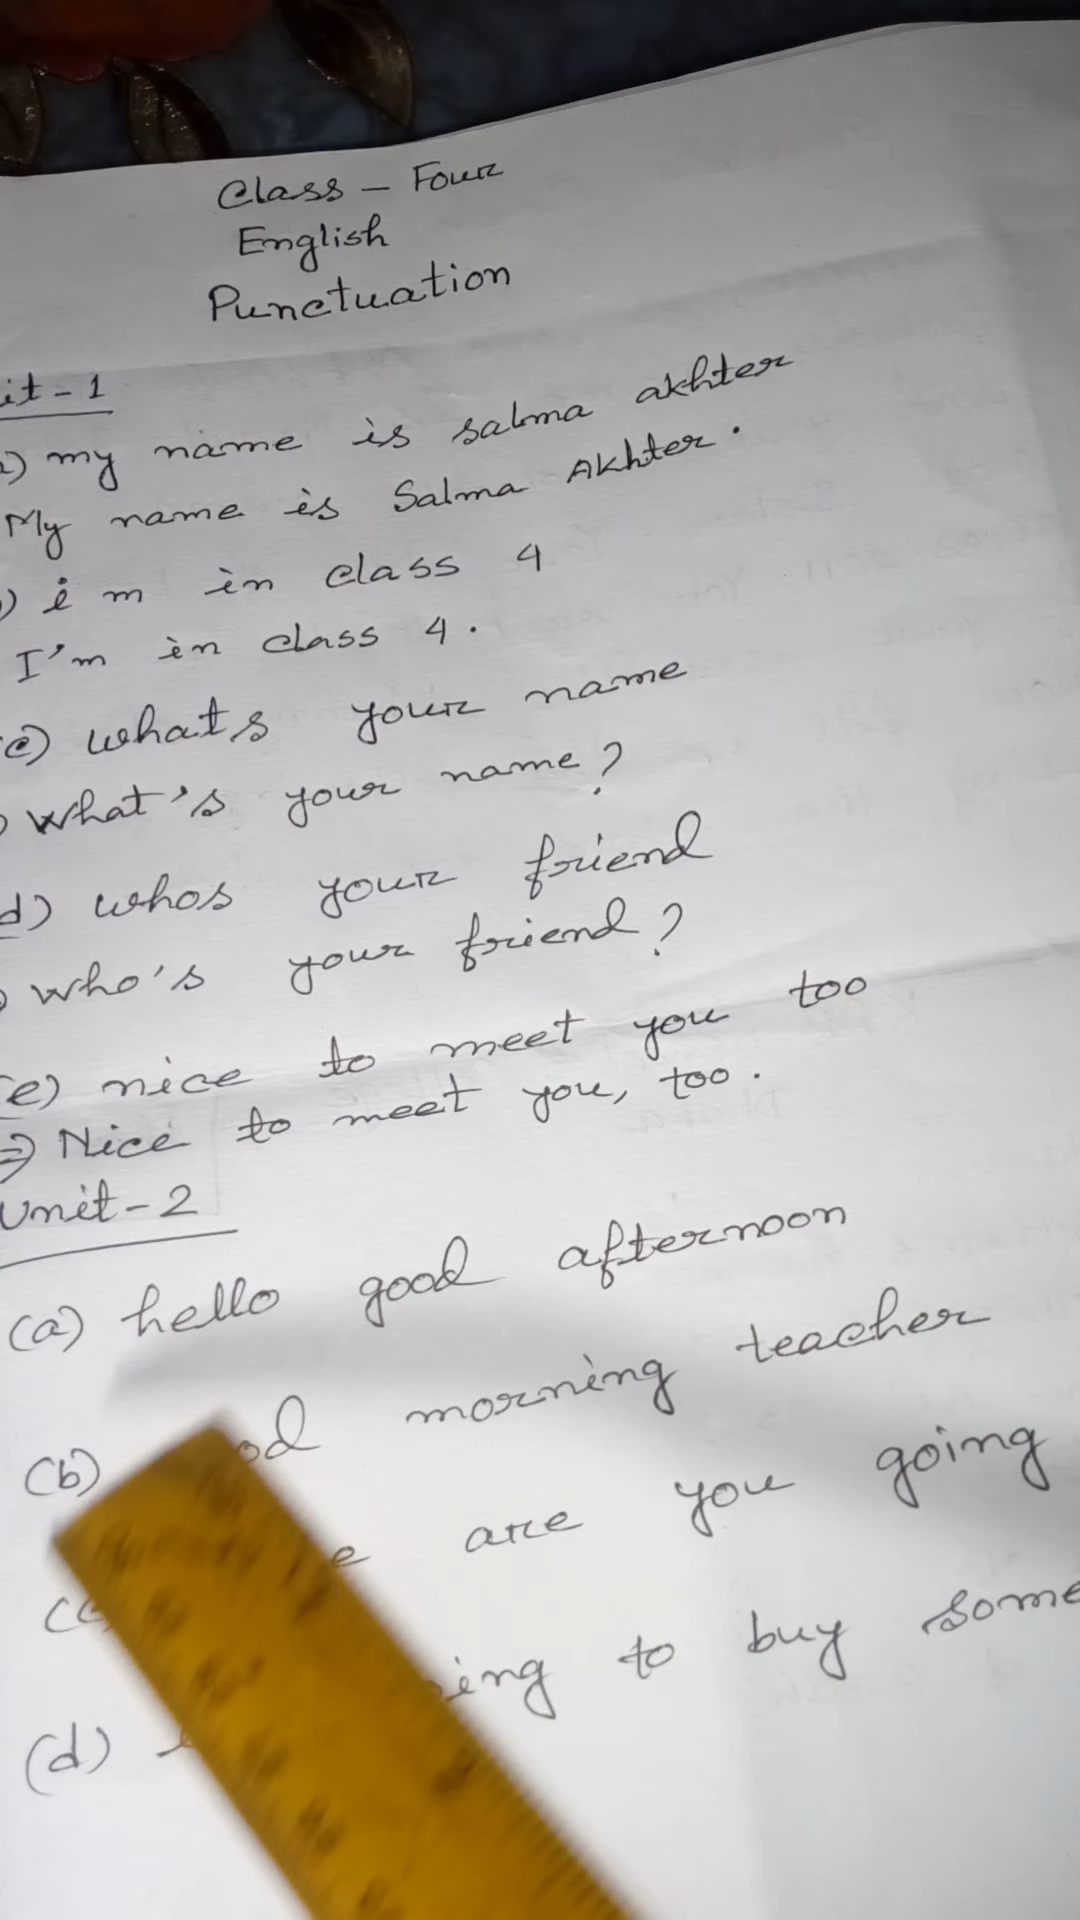 Class - Four
English
Punctuation
it - 1
) my name is salma akhter
My name is Salma Akhter.
) i m in class 4
I'm in class 4.
c) whats your name
What's your name?
d) whos your friend
Who's your friend?
(e) nice to meet you too
⇒ Nice to meet you, too.
Unit - 2
(a) hello good afternoon
(b) morning teacher
are you going
(d) to buy some